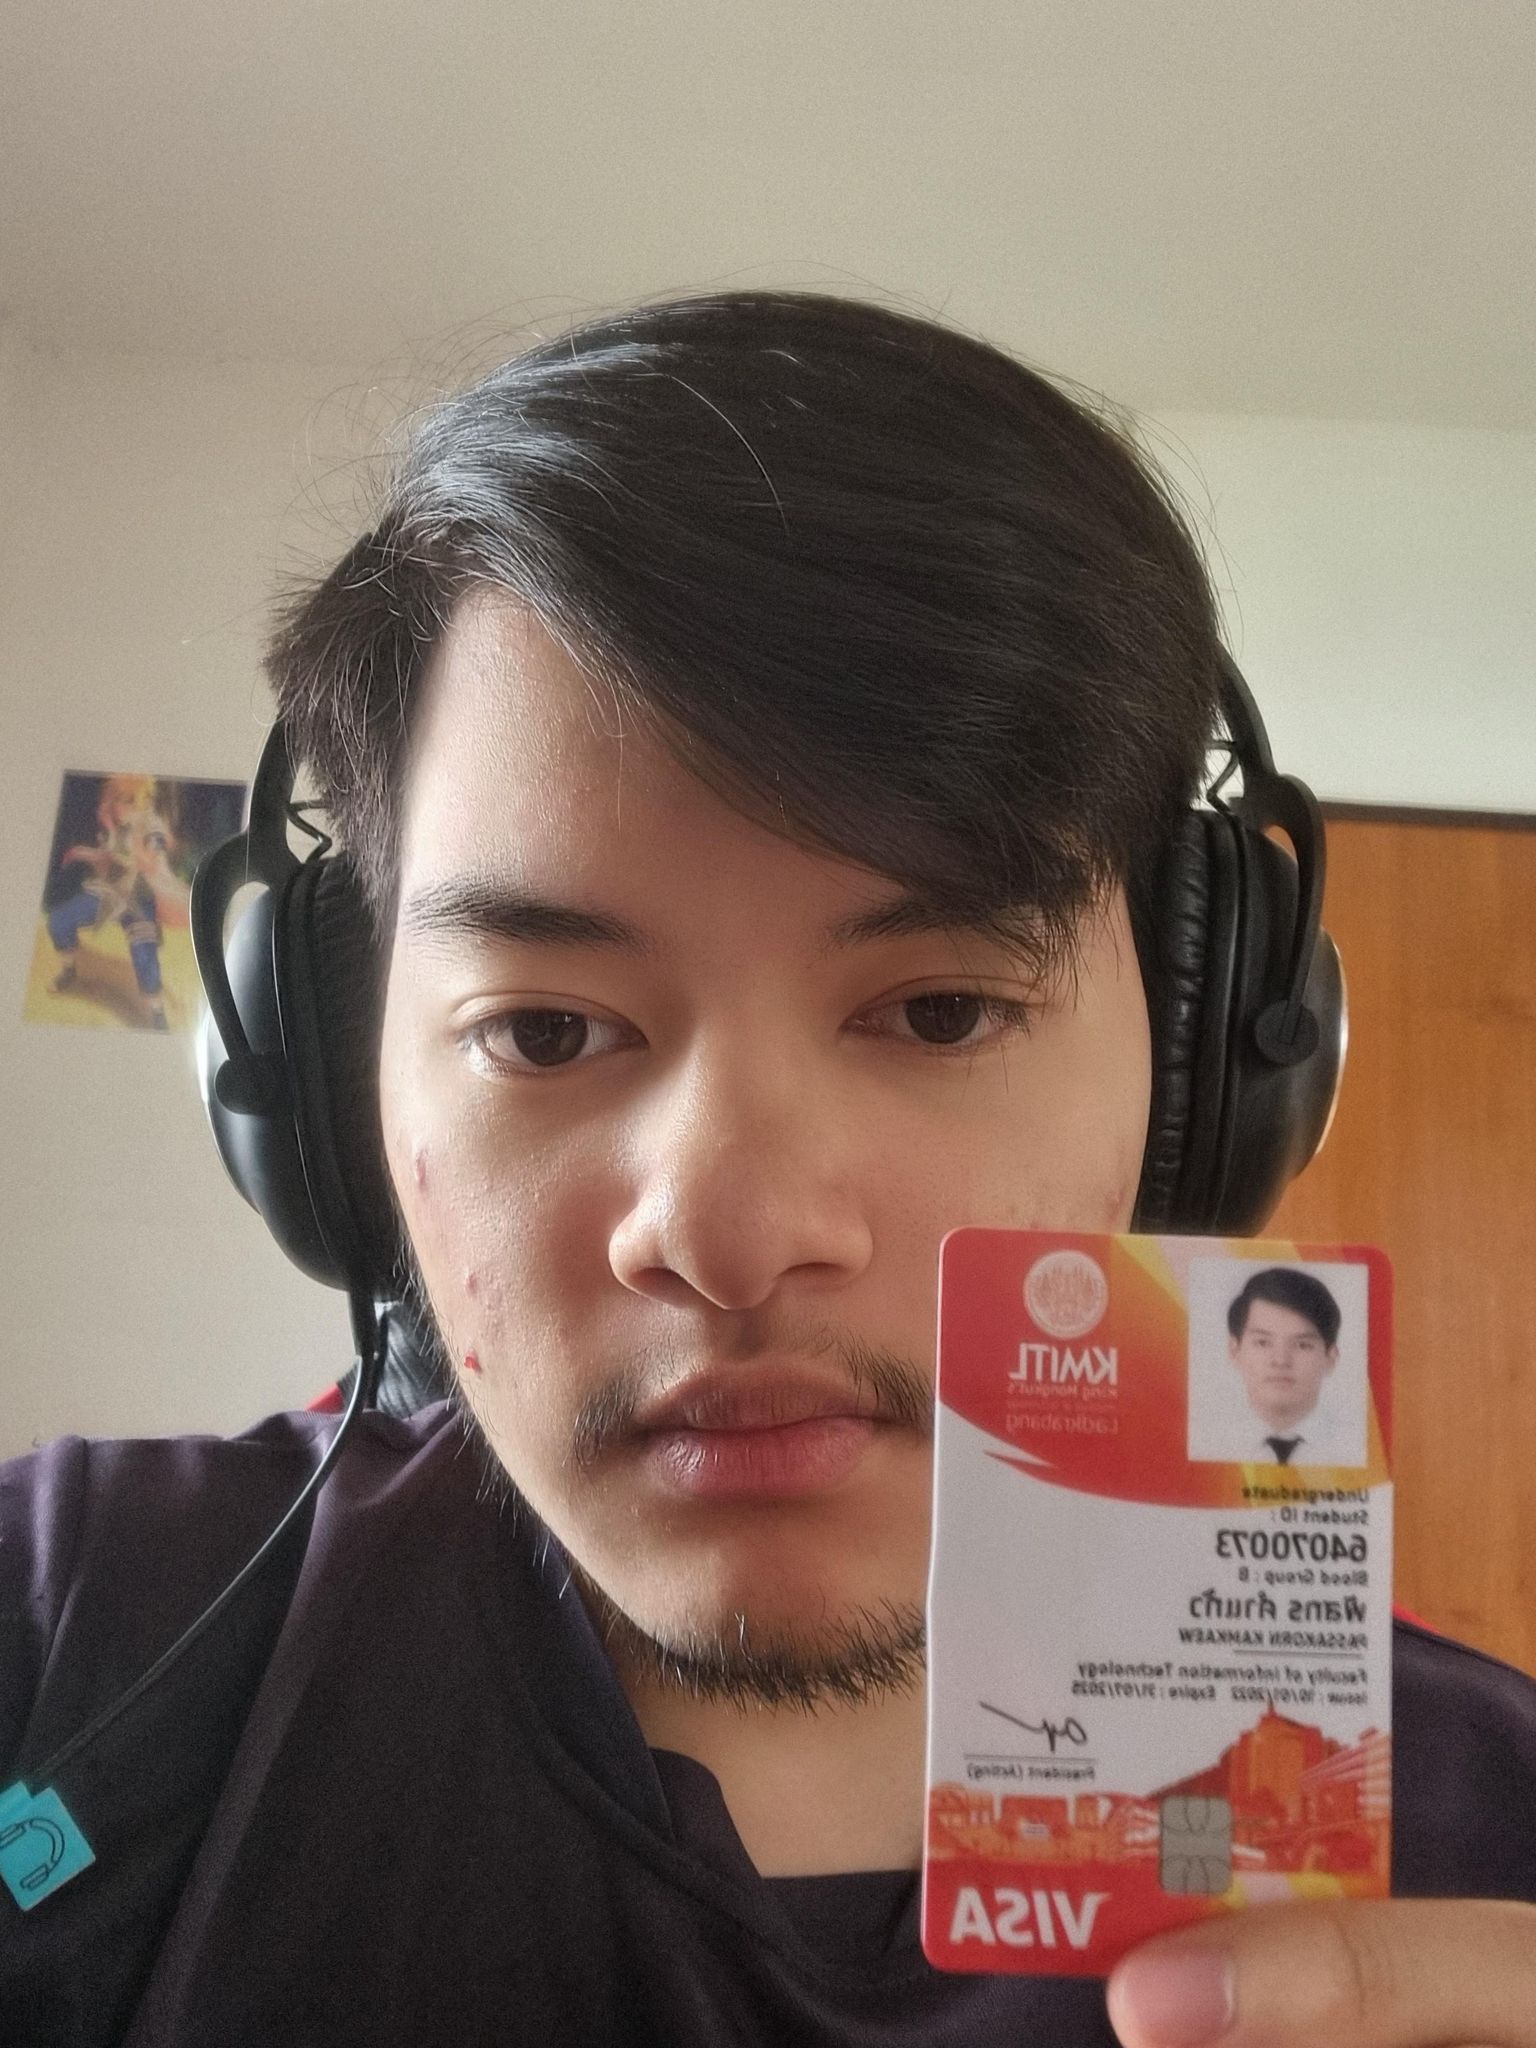 KMITL
King Mongkut's
Ladkrabang
Undergraduate
Student ID :
64070073
Blood Group : B
พัสกร คำแก้ว
PASSAKORN KAMKAEW
Faculty of Information Technology
Issue : 10/01/2022 Expire : 31/07/2025
President (Acting)
VISA